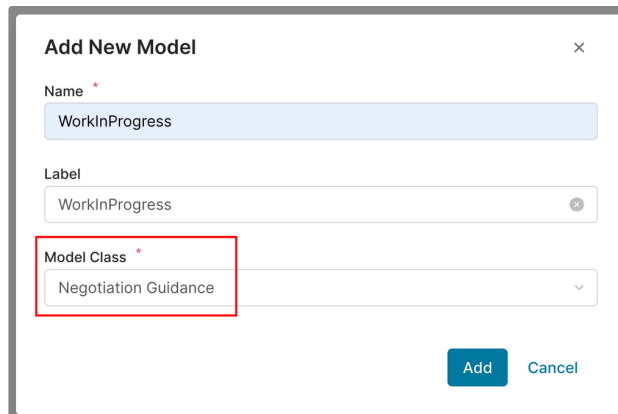 Add New Model
Name *
WorkInProgress
Label
WorkInProgress
Model Class *
Negotiation Guidance
Add Cancel